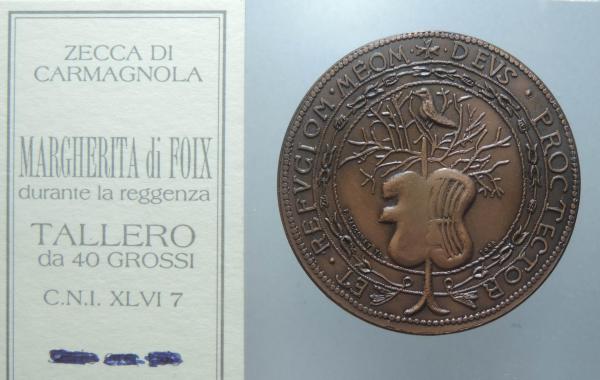 ZECCA DI
CARMAGNOLA
MARGHERITA di FOIX
durante la reggenza
TALLERO
da 40 GROSSI
C.N.I. XLVI 7
DEVS · PROCTECTOR · ET · REFVGIOM · MEOM ·